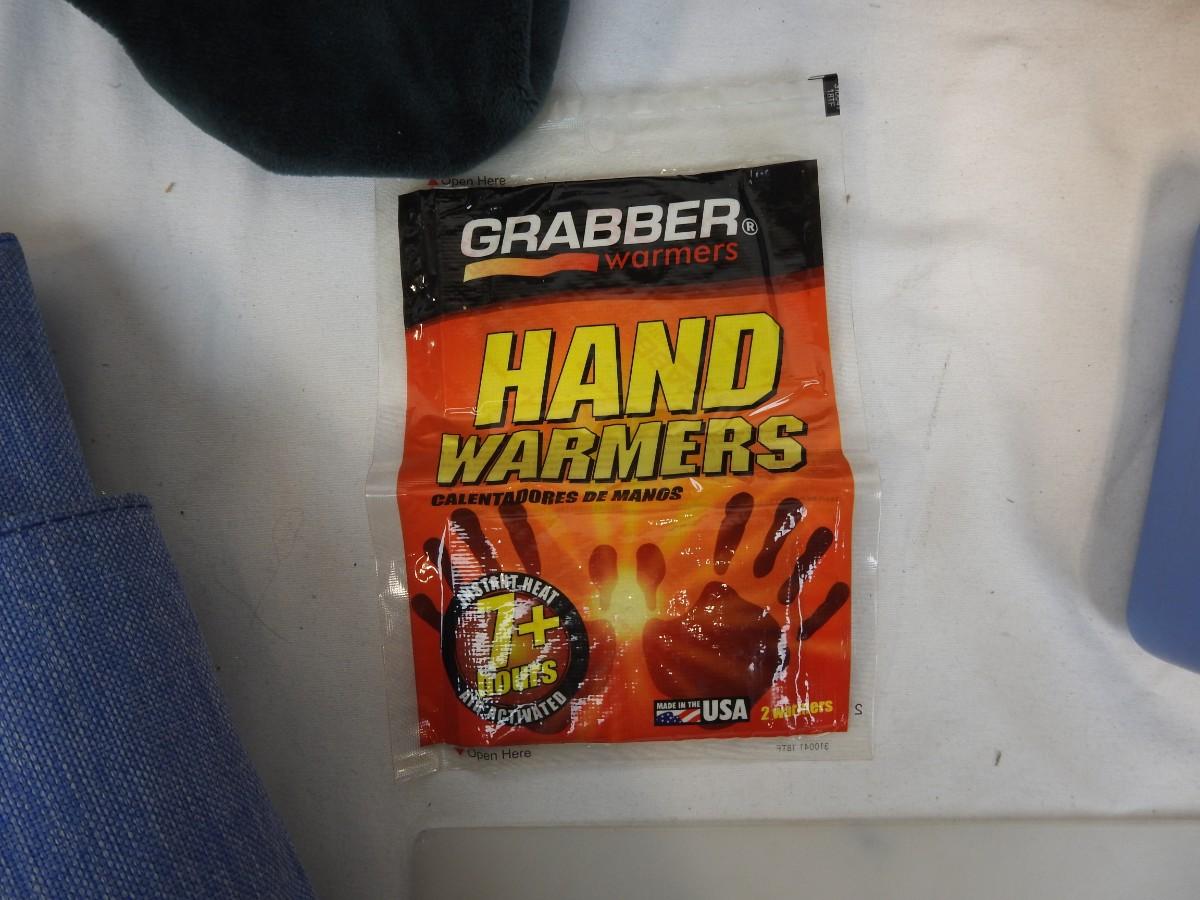 Open Here
GRABBER®
warmers
HAND
WARMERS
CALENTADORES DE MANOS
INSTANT HEAT
7+
HOURS
AIR-ACTIVATED
MADE IN THE
USA
2 warmers
Open Here